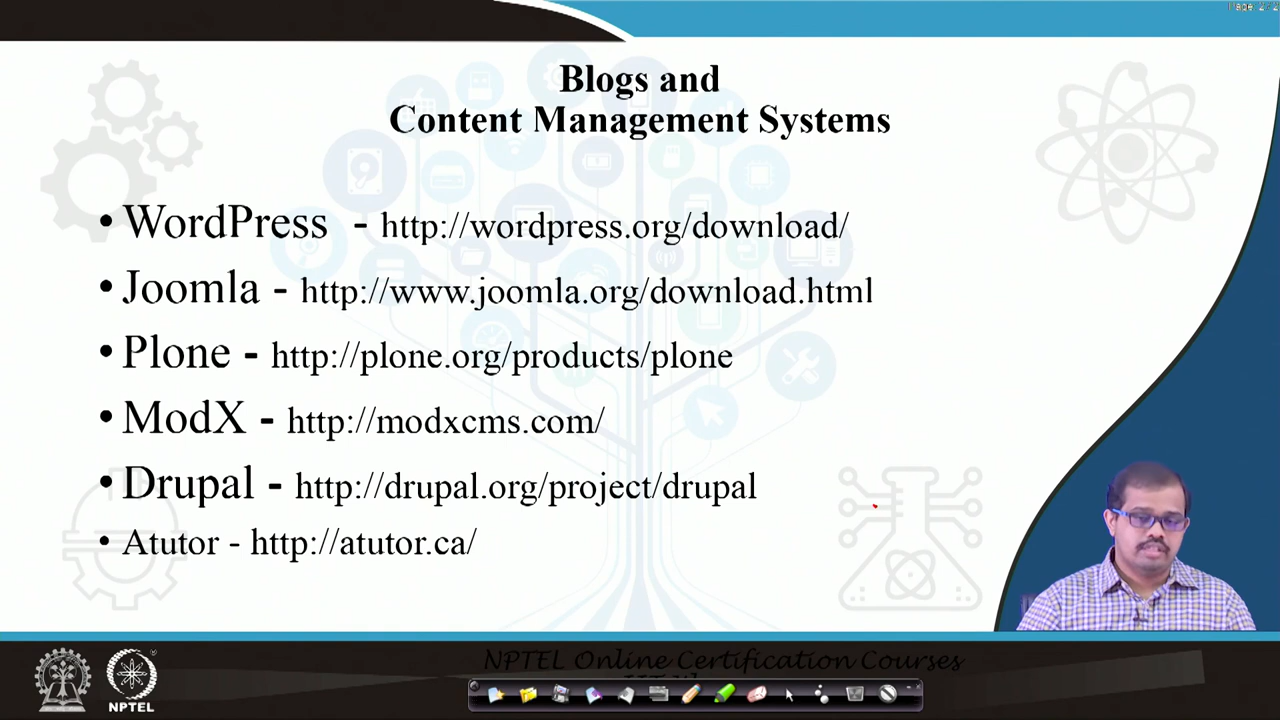 Blogs and
Content Management Systems
• WordPress - http://wordpress.org/download/
• Joomla - http://www.joomla.org/download.html
• Plone - http://plone.org/products/plone
• ModX - http://modxcms.com/
• Drupal - http://drupal.org/project/drupal
• Atutor - http://atutor.ca/
NPTEL Online Certification Courses
NPTEL